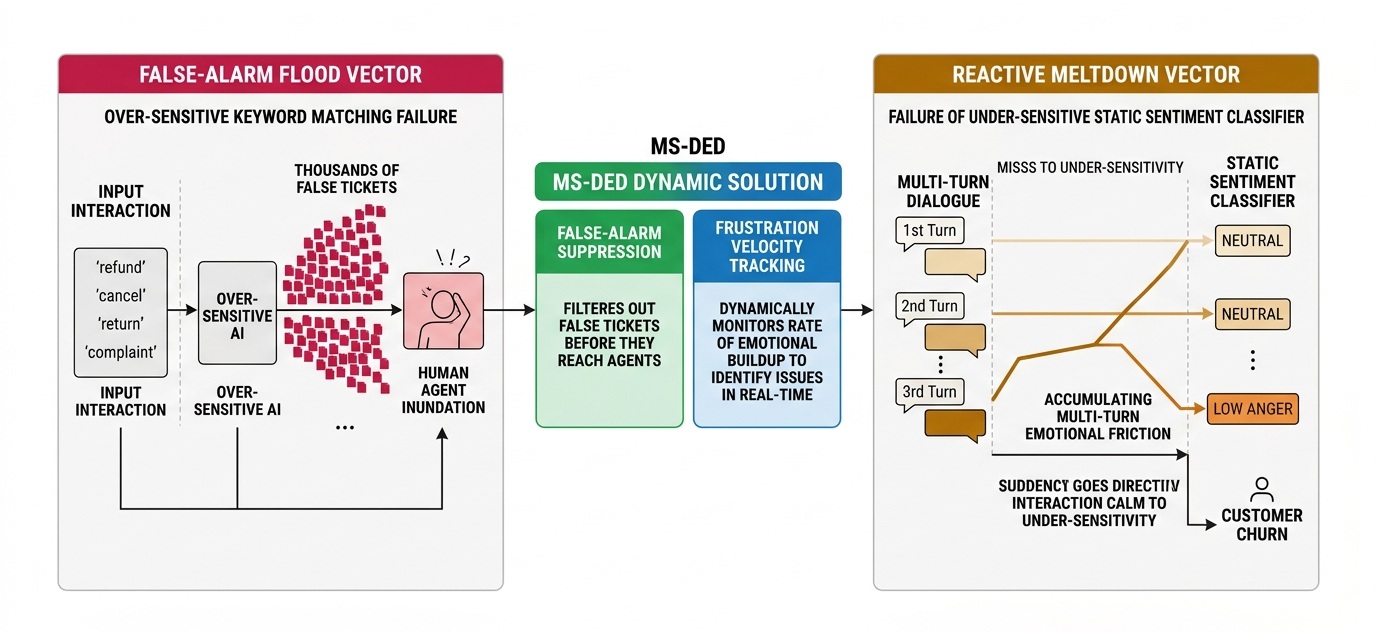 FALSE-ALARM FLOOD VECTOR
OVER-SENSITIVE KEYWORD MATCHING FAILURE
THOUSANDS OF
FALSE TICKETS
INPUT
INTERACTION
'refund'
'cancel'
'return'
'complaint'
OVER-
SENSITIVE
AI
INPUT
INTERACTION
OVER-
SENSITIVE AI
...
HUMAN
AGENT
INUNDATION
MS-DED
MS-DED DYNAMIC SOLUTION
FALSE-ALARM
SUPPRESSION
FILTERES OUT
FALSE TICKETS
BEFORE THEY
REACH AGENTS
FRUSTRATION
VELOCITY
TRACKING
DYNAMICALLY
MONITORS RATE
OF EMOTIONAL
BUILDUP TO
IDENTIFY ISSUES
IN REAL-TIME
REACTIVE MELTDOWN VECTOR
FAILURE OF UNDER-SENSITIVE STATIC SENTIMENT CLASSIFIER
MULTI-TURN
DIALOGUE
MISSS TO UNDER-SENSITIVITY
STATIC
SENTIMENT
CLASSIFIER
1st Turn
NEUTRAL
2nd Turn
NEUTRAL
3rd Turn
LOW ANGER
ACCUMULATING
MULTI-TURN
EMOTIONAL FRICTION
GOES
INTERACTION CALM TO
UNDER-SENSITIVITY
CUSTOMER
CHURN